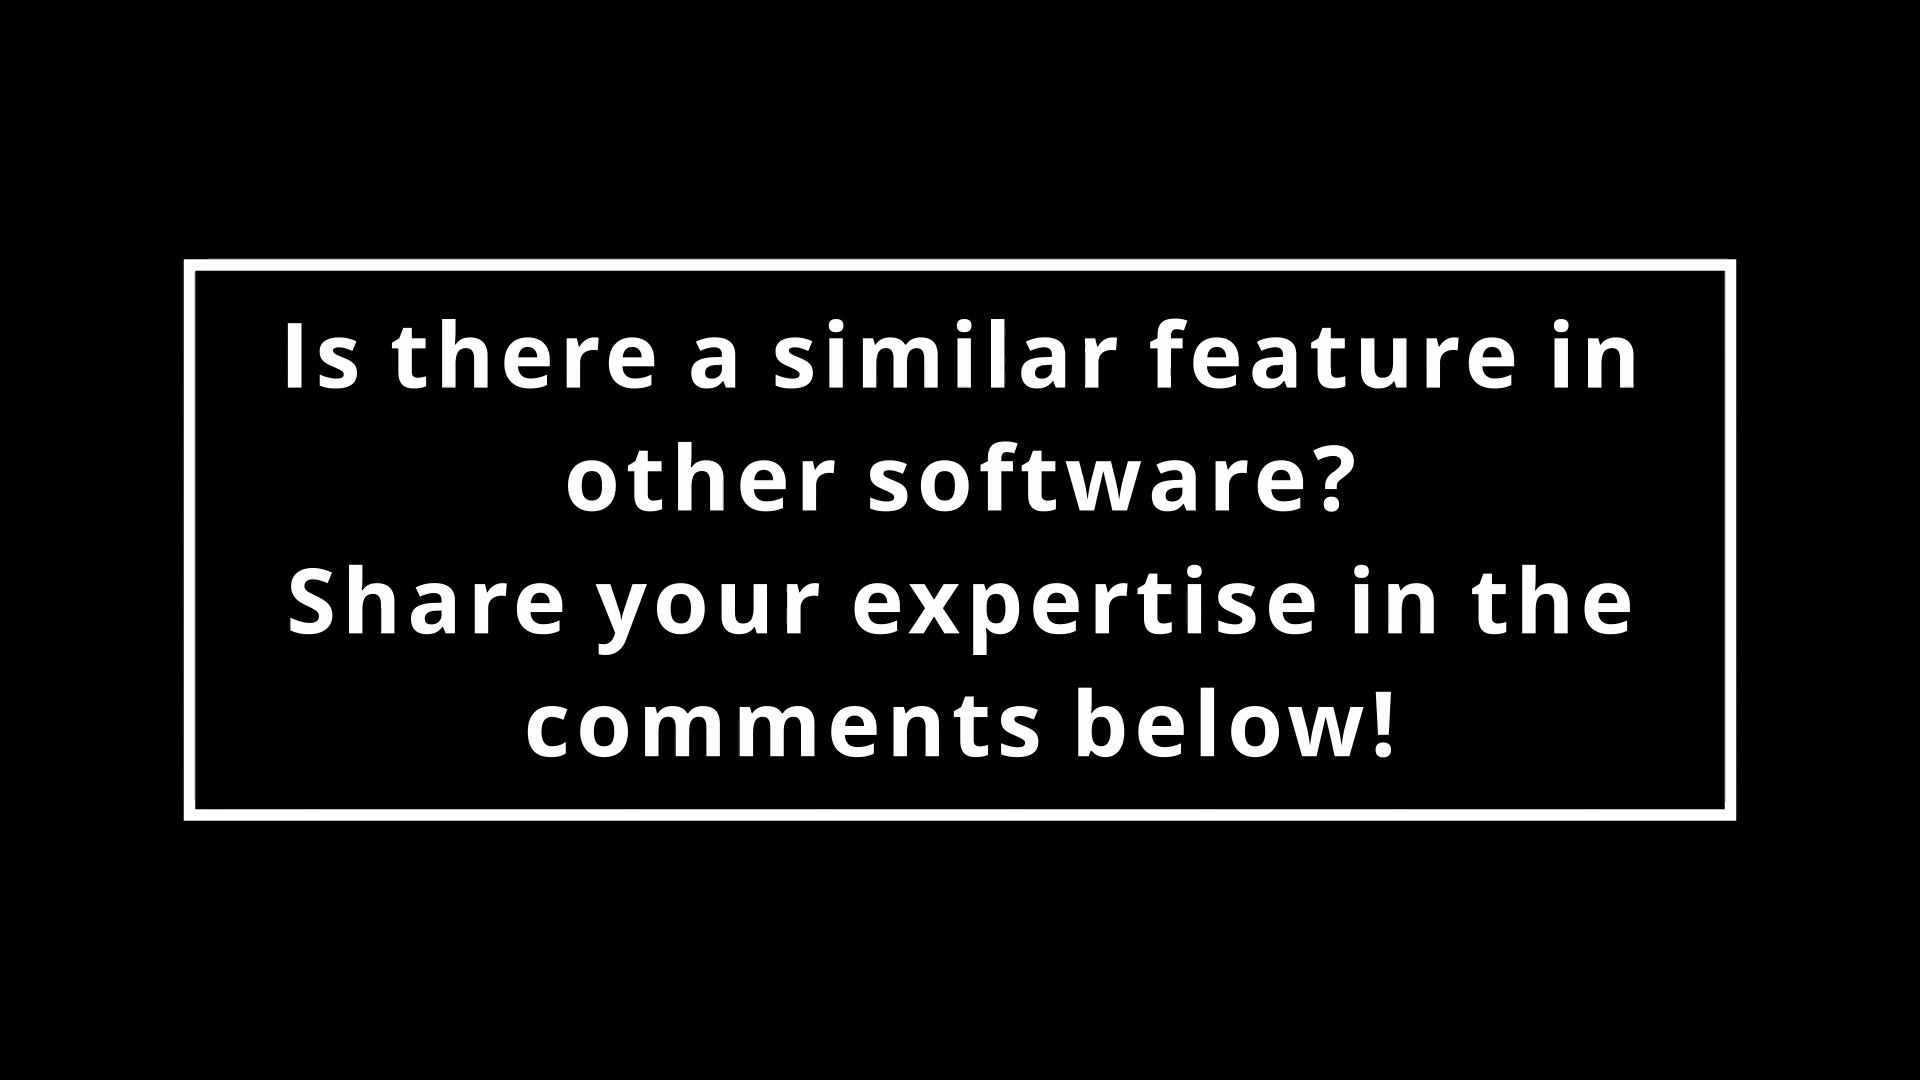 Is there a similar feature in
other software?
Share your expertise in the
comments below!